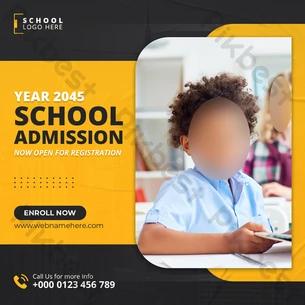 SCHOOL
LOGO HERE
YEAR 2045
SCHOOL
ADMISSION
NOW OPEN FOR REGISTRATION
ENROLL NOW
www.webnamehere.com
Call Us for more Info
+000 0123 456 789